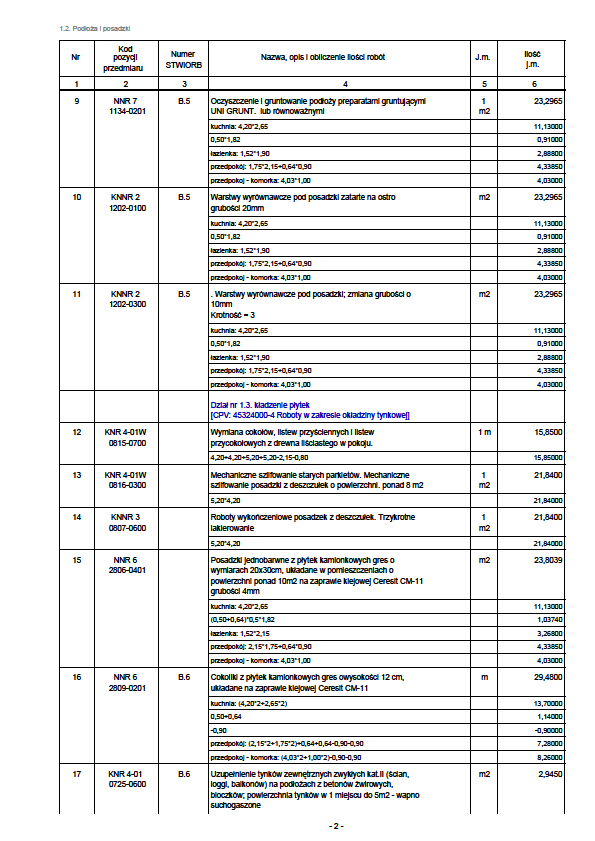 1.2. Podłoża i posadzki
Nr Kod pozycji przedmiaru Numer STWIORB Nazwa, opis i obliczenie ilości robót J.m. Ilość j.m.
1 2 3 4 5 6
9 NNR 7 B.5 Oczyszczenie i gruntowanie podłoży preparatami gruntującymi 1 23,2965
1134-0201 UNI GRUNT. lub równoważnymi m2
kuchnia: 4,20*2,65 11,13000
0,50*1,82 0,91000
łazienka: 1,52*1,90 2,88800
przedpokój: 1,75*2,15+0,64*0,90 4,33850
przedpokoj - komorka: 4,03*1,00 4,03000
10 KNNR 2 B.5 Warstwy wyrównawcze pod posadzki zatarte na ostro m2 23,2965
1202-0100 grubości 20mm
kuchnia: 4,20*2,65 11,13000
0,50*1,82 0,91000
łazienka: 1,52*1,90 2,88800
przedpokój: 1,75*2,15+0,64*0,90 4,33850
przedpokoj - komorka: 4,03*1,00 4,03000
11 KNNR 2 B.5 . Warstwy wyrównawcze pod posadzki; zmiana grubości o m2 23,2965
1202-0300 10mm
Krotność = 3
kuchnia: 4,20*2,65 11,13000
0,50*1,82 0,91000
łazienka: 1,52*1,90 2,88800
przedpokój: 1,75*2,15+0,64*0,90 4,33850
przedpokoj - komorka: 4,03*1,00 4,03000
Dział nr 1.3. kładzenie płytek
[CPV: 45324000-4 Roboty w zakresie okładziny tynkowej]
12 KNR 4-01W Wymiana cokołów, listew przyściennych i listew 1 m 15,8500
0815-0700 przycokołowych z drewna liściastego w pokoju.
4,20+4,20+5,20+5,20-2,15-0,80 15,85000
13 KNR 4-01W Mechaniczne szlifowanie starych parkietów. Mechaniczne 1 21,8400
0816-0300 szlifowanie posadzki z deszczułek o powierzchni. ponad 8 m2 m2
5,20*4,20 21,84000
14 KNNR 3 Roboty wykończeniowe posadzek z deszczułek. Trzykrotne 1 21,8400
0807-0600 lakierowanie m2
5,20*4,20 21,84000
15 NNR 6 Posadzki jednobarwne z płytek kamionkowych gres o m2 23,8039
2806-0401 wymiarach 20x30cm, układane w pomieszczeniach o
powierzchni ponad 10m2 na zaprawie klejowej Ceresit CM-11
grubości 4mm
kuchnia: 4,20*2,65 11,13000
(0,50+0,64)*0,5*1,82 1,03740
łazienka: 1,52*2,15 3,26800
przedpokój: 2,15*1,75+0,64*0,90 4,33850
przedpokoj - komorka: 4,03*1,00 4,03000
16 NNR 6 B.6 Cokoliki z płytek kamionkowych gres owysokości 12 cm, m 29,4800
2809-0201 układane na zaprawie klejowej Ceresit CM-11
kuchnia: (4,20*2+2,65*2) 13,70000
0,50+0,64 1,14000
-0,90 -0,90000
przedpokój: (2,15*2+1,75*2)+0,64+0,64-0,90-0,90 7,28000
przedpokoj - komorka: (4,03*2+1,00*2)-0,90-0,90 8,26000
17 KNR 4-01 B.6 Uzupełnienie tynków zewnętrznych zwykłych kat.II (ścian, m2 2,9450
0725-0600 loggi, balkonów) na podłożach z betonów żwirowych,
bloczków; powierzchnia tynków w 1 miejscu do 5m2 - wapno
suchogaszone
- 2 -